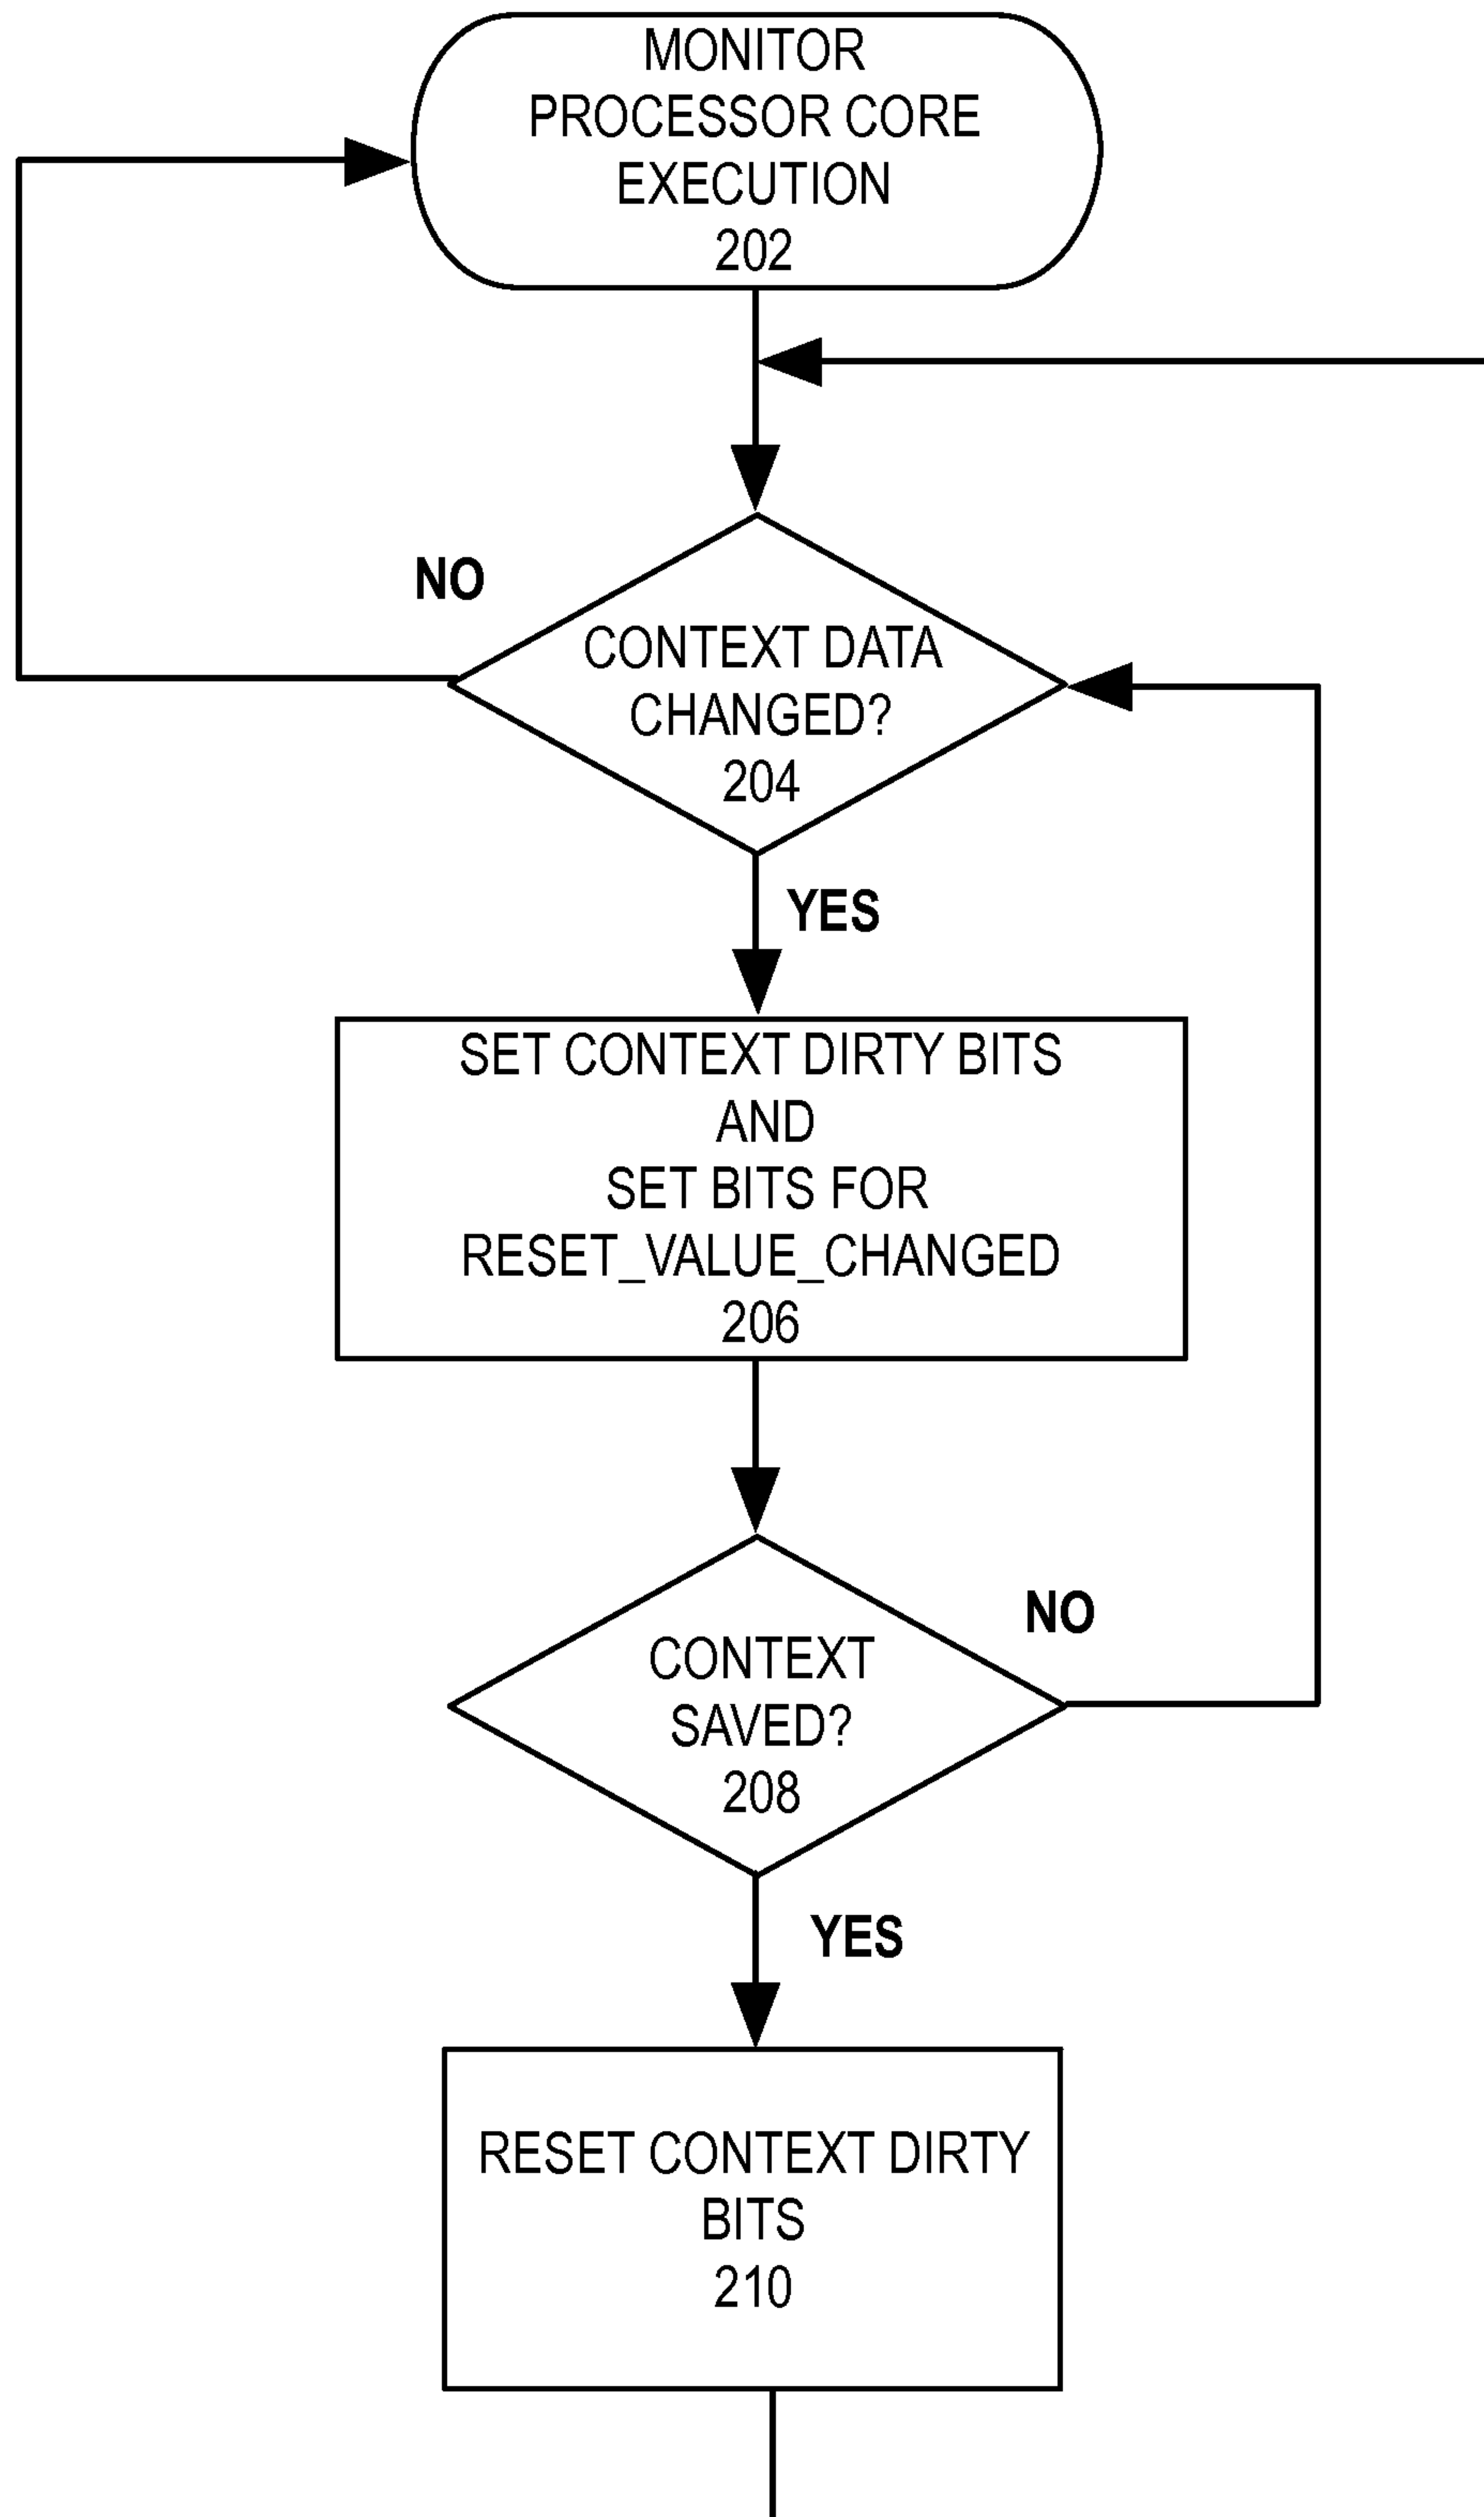 MONITOR
PROCESSOR CORE
EXECUTION
202
NO
CONTEXT DATA
CHANGED?
204
YES
SET CONTEXT DIRTY BITS
AND
SET BITS FOR
RESET_VALUE_CHANGED
206
NO
CONTEXT
SAVED?
208
YES
RESET CONTEXT DIRTY
BITS
210